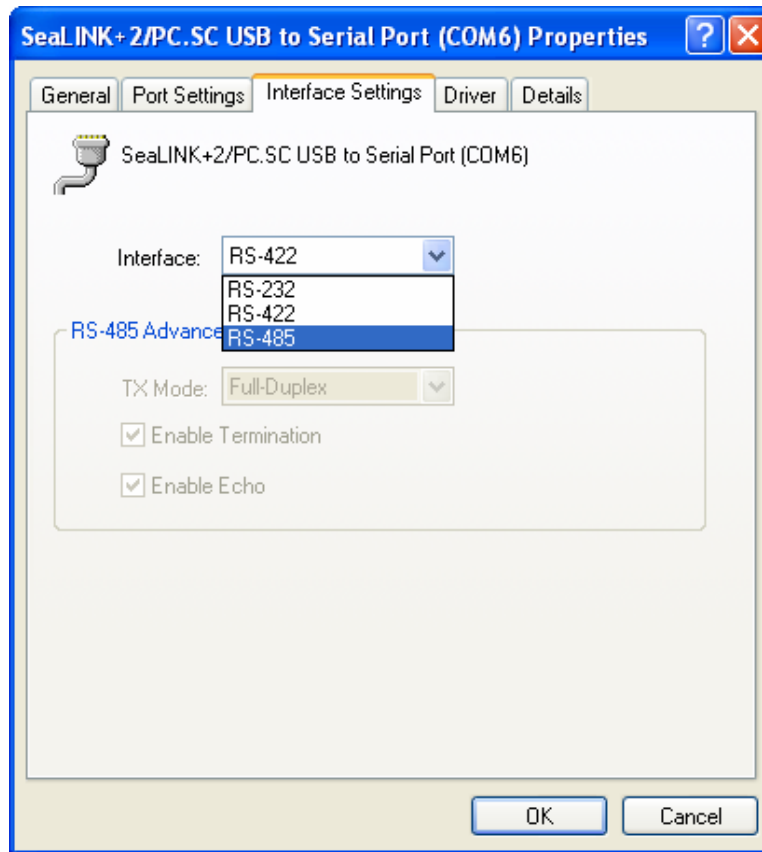 SeaLINK+2/PC.SC USB to Serial Port (COM6) Properties
General Port Settings Interface Settings Driver Details
SeaLINK+2/PC.SC USB to Serial Port (COM6)
Interface: RS-422
RS-232
RS-422
RS-485
RS-485 Advance
TX Mode: Full-Duplex
Enable Termination
Enable Echo
OK Cancel